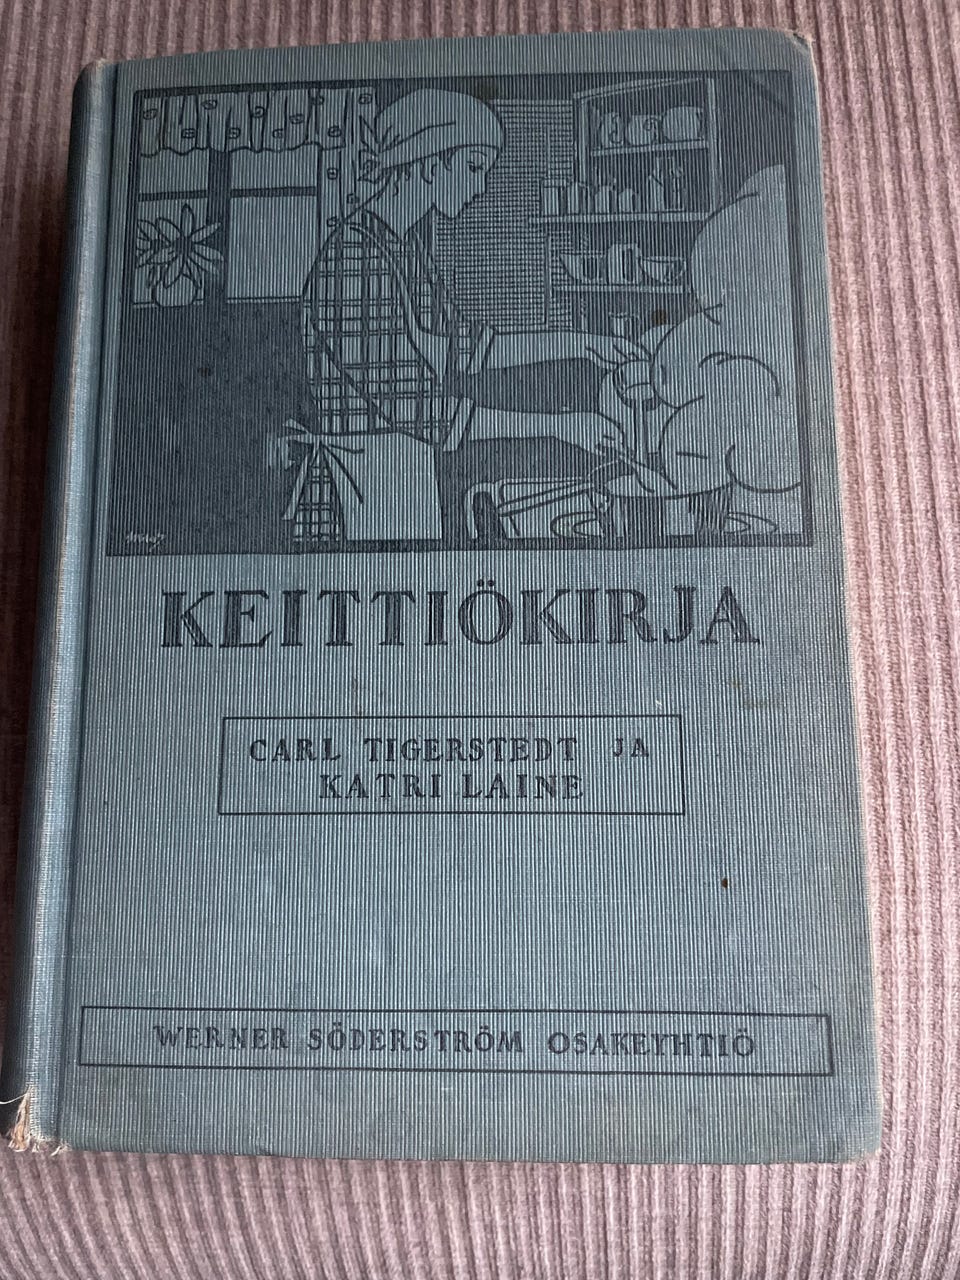 KEITTIÖKIRJA
CARL TIGERSTEDT JA
KATRI LAINE
WERNER SÖDERSTRÖM OSAKEYHTIÖ